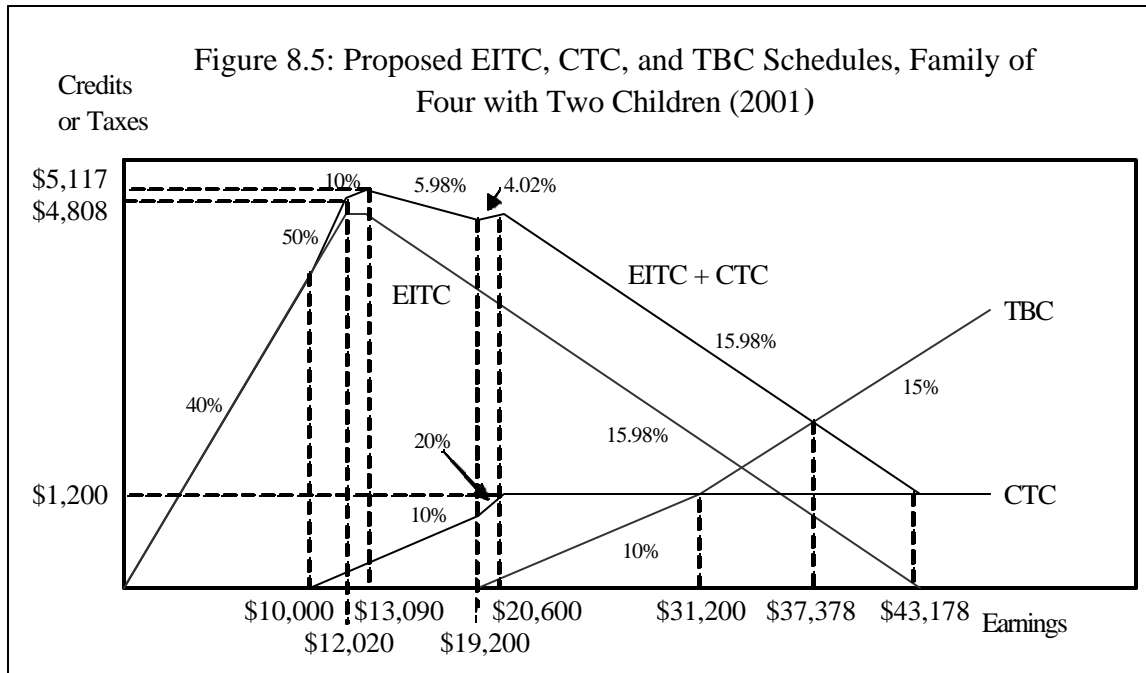 Figure 8.5: Proposed EITC, CTC, and TBC Schedules, Family of
Four with Two Children (2001)
Credits
or Taxes
$5,117
$4,808
10%
5.98%
4.02%
50%
EITC
EITC + CTC
TBC
15.98%
15%
40%
20%
15.98%
$1,200
CTC
10%
10%
$10,000
$13,090
$20,600
$31,200
$37,378
$43,178
Earnings
$12,020
$19,200